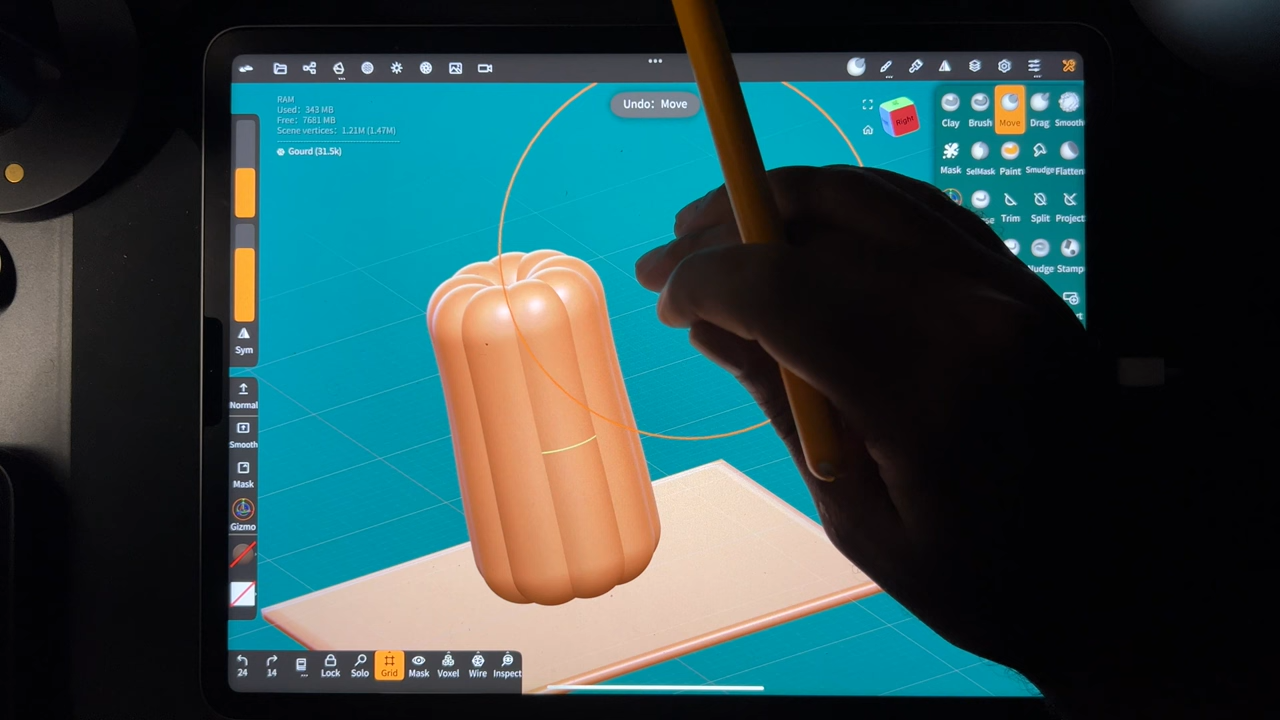 •••
RAM
Used: 343 MB
Free: 7681 MB
Scene vertices: 1.21M (1.47M)
Gourd (31.5k)
Undo: Move
Right
Clay
Brush
Move
Drag
Smooth
Mask
SelMask
Paint
Smudge
Flatten
Trim
Split
Project
Nudge
Stamp
Sym
Normal
Smooth
Mask
Gizmo
24
14
...
Lock
Solo
Grid
Mask
Voxel
Wire
Inspect